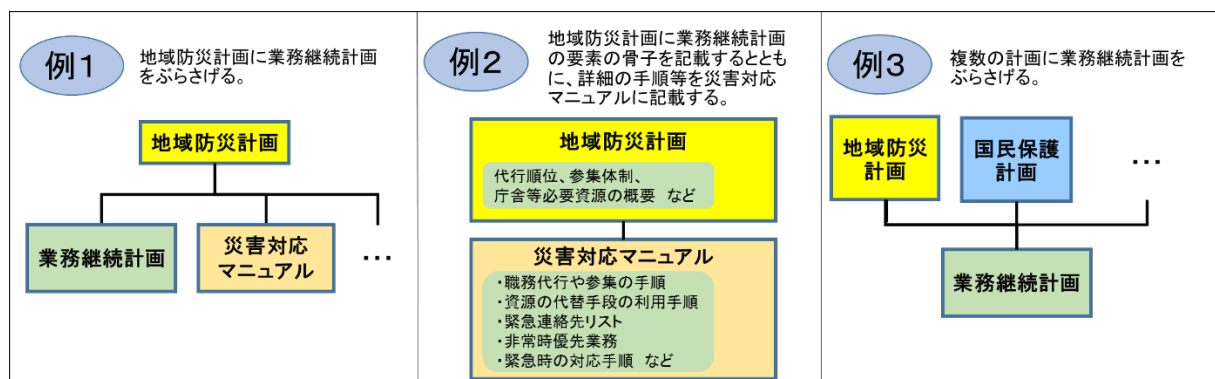 例1
地域防災計画に業務継続計画
をぶらさげる。
地域防災計画
業務継続計画
災害対応
マニュアル
…
例2
地域防災計画に業務継続計画
の要素の骨子を記載するととも
に、詳細の手順等を災害対応
マニュアルに記載する。
地域防災計画
代行順位、参集体制、
庁舎等必要資源の概要 など
災害対応マニュアル
・職務代行や参集の手順
・資源の代替手段の利用手順
・緊急連絡先リスト
・非常時優先業務
・緊急時の対応手順 など
例3
複数の計画に業務継続計画を
ぶらさげる。
地域防災
計画
国民保護
計画
…
業務継続計画